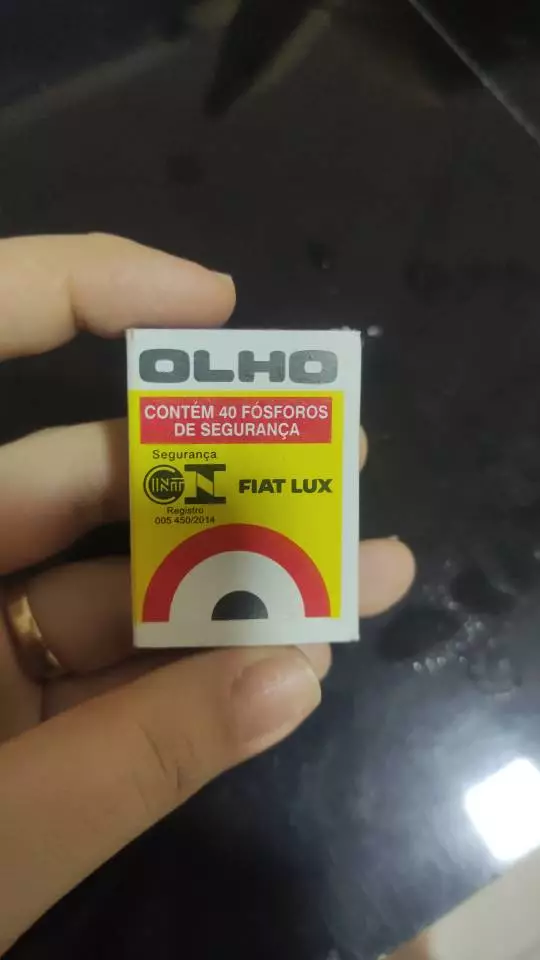 OLHO
CONTÉM 40 FÓSFOROS
DE SEGURANÇA
Segurança
INT
FIAT LUX
Registro
005 450/2014